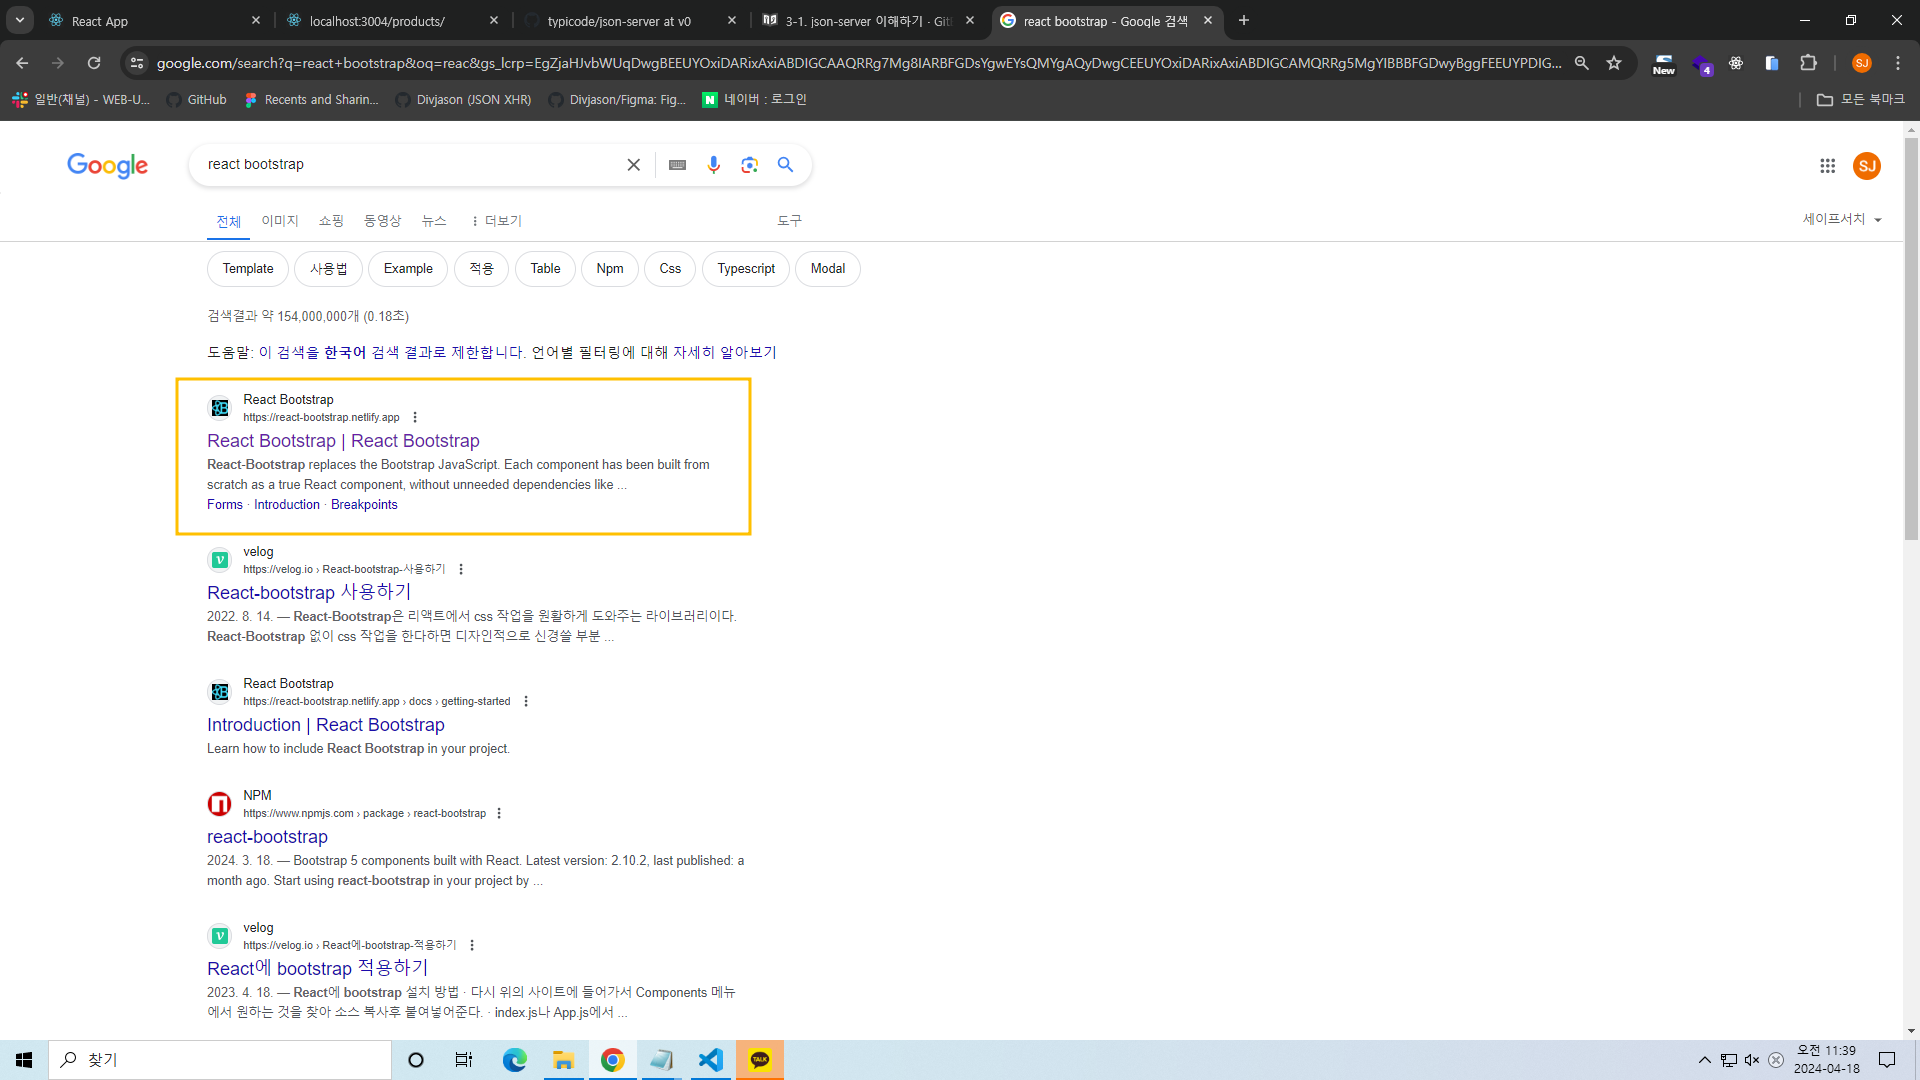 React App
localhost:3004/products/
typicode/json-server at v0
3-1. json-server 이해하기 · Git
react bootstrap - Google 검색
google.com/search?q=react+bootstrap&oq=reac&gs_lcrp=EgZjaHJvbWUqDwgBEEUYOxiDARixAxiABDIGCAAQRRg7Mg8IARBFGDsYgwEYsQMYgAQyDwgCEEUYOxiDARixAxiABDIGCAMQRRg5MgYIBBBFGDwyBggFEEUYPDIG...
New
4
SJ
일반(채널) - WEB-U...
GitHub
Recents and Sharin...
Divjason (JSON XHR)
Divjason/Figma: Fig...
네이버 : 로그인
모든 북마크
Google
react bootstrap
SJ
전체
이미지
쇼핑
동영상
뉴스
더보기
도구
세이프서치
Template
사용법
Example
적용
Table
Npm
Css
Typescript
Modal
검색결과 약 154,000,000개 (0.18초)
도움말: 이 검색을 한국어 검색 결과로 제한합니다. 언어별 필터링에 대해 자세히 알아보기
React Bootstrap
https://react-bootstrap.netlify.app
React Bootstrap | React Bootstrap
React-Bootstrap replaces the Bootstrap JavaScript. Each component has been built from
scratch as a true React component, without unneeded dependencies like ...
Forms · Introduction · Breakpoints
velog
https://velog.io › React-bootstrap-사용하기
React-bootstrap 사용하기
2022. 8. 14. — React-Bootstrap은 리액트에서 css 작업을 원활하게 도와주는 라이브러리이다.
React-Bootstrap 없이 css 작업을 한다하면 디자인적으로 신경쓸 부분 ...
React Bootstrap
https://react-bootstrap.netlify.app › docs › getting-started
Introduction | React Bootstrap
Learn how to include React Bootstrap in your project.
NPM
https://www.npmjs.com › package › react-bootstrap
react-bootstrap
2024. 3. 18. — Bootstrap 5 components built with React. Latest version: 2.10.2, last published: a
month ago. Start using react-bootstrap in your project by ...
velog
https://velog.io › React에-bootstrap-적용하기
React에 bootstrap 적용하기
2023. 4. 18. — React에 bootstrap 설치 방법 · 다시 위의 사이트에 들어가서 Components 메뉴
에서 원하는 것을 찾아 소스 복사후 붙여넣어준다. · index.js나 App.js에서 ...
찾기
TALK
오전 11:39
2024-04-18